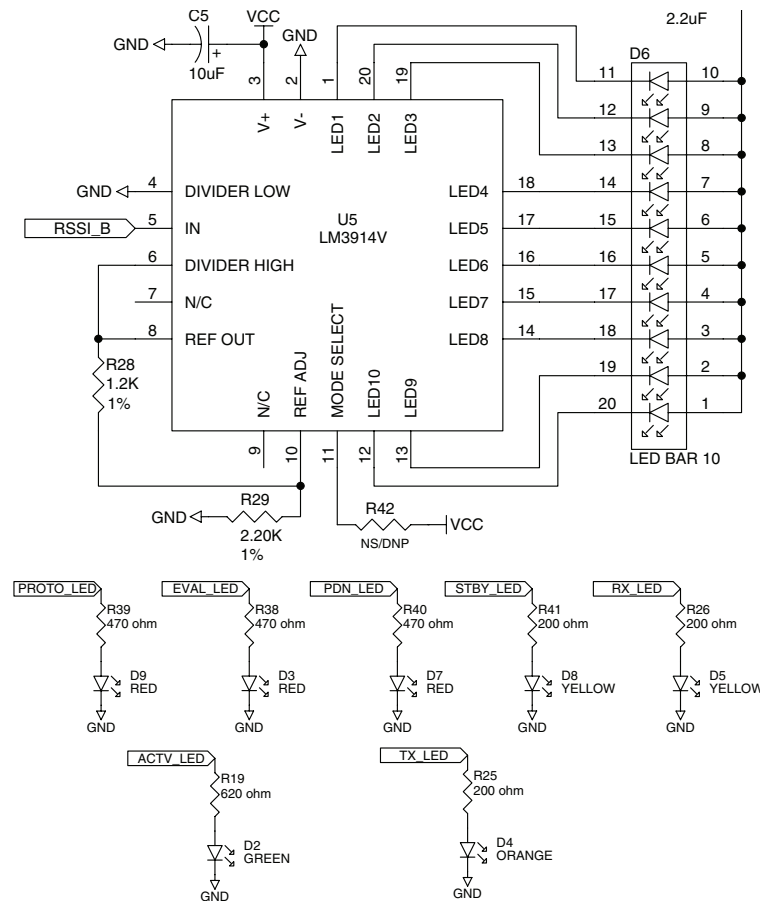 C5
VCC
2.2uF
GND
GND
10uF
+
D6
3
2
1
20
19
V+
V-
LED1
LED2
LED3
11
10
12
9
13
8
GND
4
DIVIDER LOW
LED4
18
14
7
RSSI_B
5
IN
U5
LM3914V
LED5
17
15
6
6
DIVIDER HIGH
LED6
16
16
5
7
N/C
LED7
15
17
4
8
REF OUT
LED8
14
18
3
R28
1.2K
1%
N/C
REF ADJ
MODE SELECT
LED10
LED9
19
2
20
1
9
10
11
12
13
LED BAR 10
GND
R29
2.20K
1%
R42
NS/DNP
VCC
PROTO_LED
R39
470 ohm
D9
RED
GND
EVAL_LED
R38
470 ohm
D3
RED
GND
PDN_LED
R40
470 ohm
D7
RED
GND
STBY_LED
R41
200 ohm
D8
YELLOW
GND
RX_LED
R26
200 ohm
D5
YELLOW
GND
ACTV_LED
R19
620 ohm
D2
GREEN
GND
TX_LED
R25
200 ohm
D4
ORANGE
GND